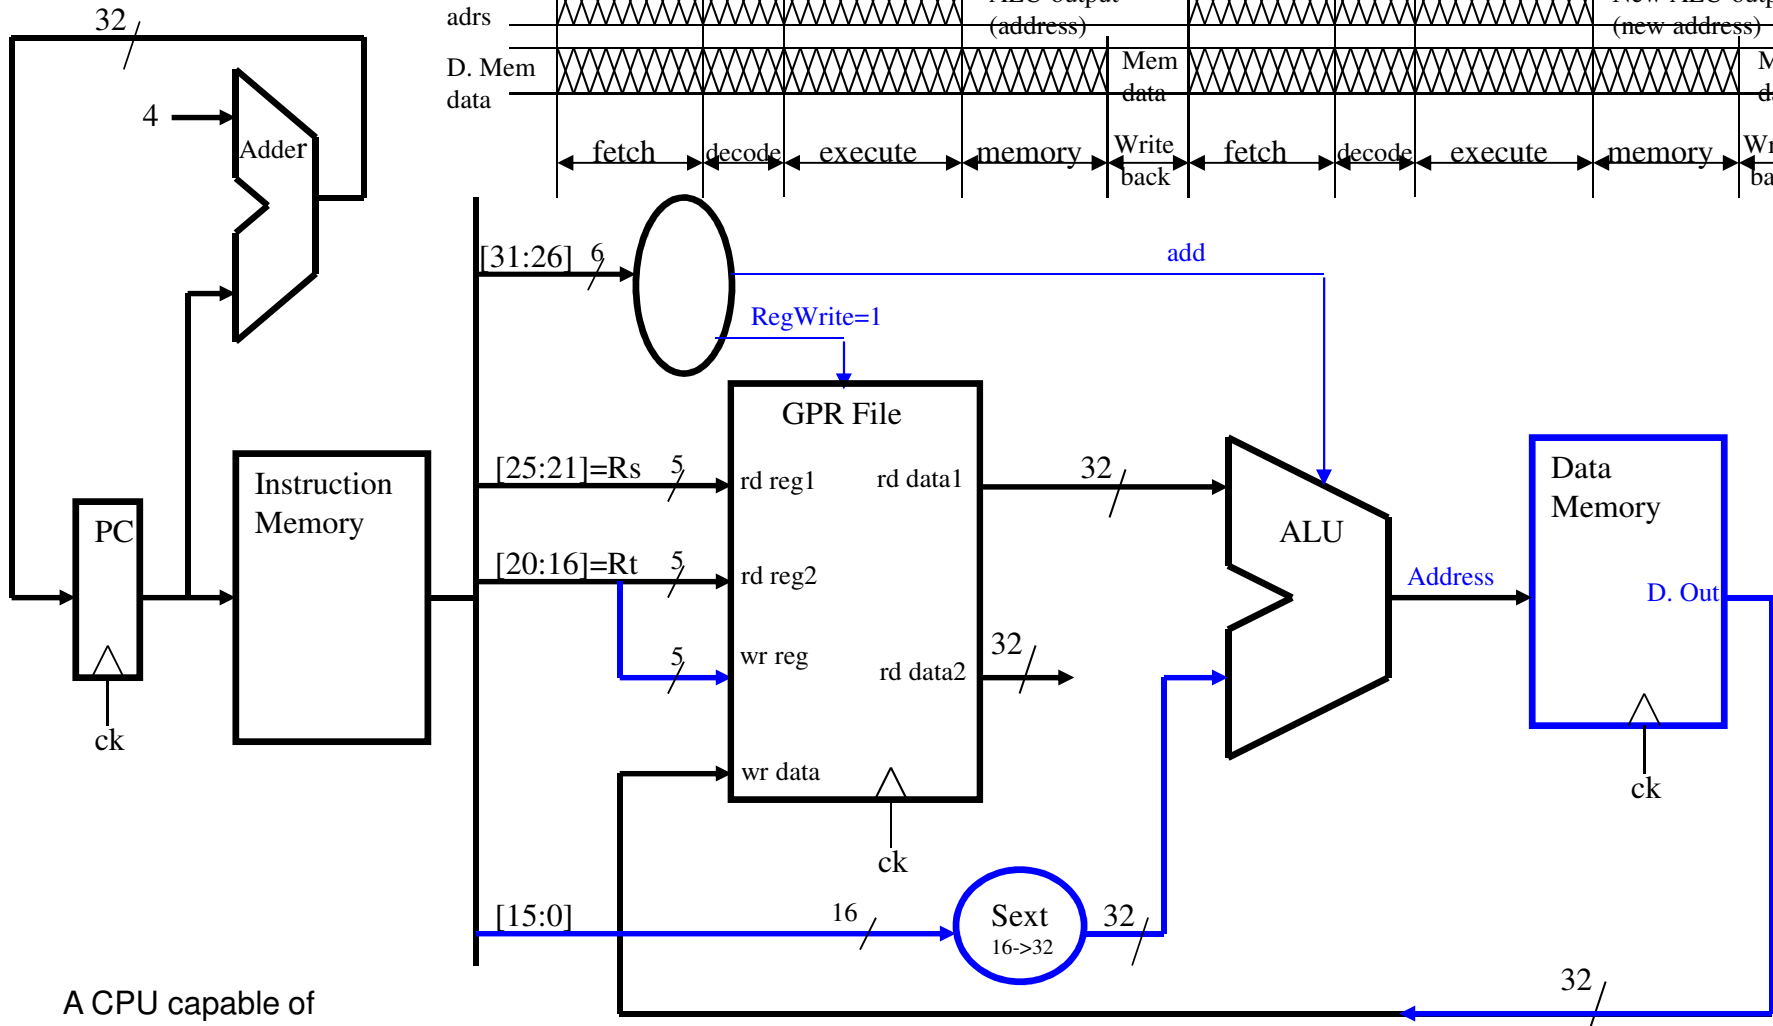 32
adrs
(address)
(new address)
D. Mem
data
Mem
data
4
Adder
fetch
decode
execute
memory
Write
back
fetch
decode
execute
memory
[31:26]
6
add
RegWrite=1
GPR File
[25:21]=Rs
5
rd reg1
rd data1
32
Instruction
Memory
PC
[20:16]=Rt
5
rd reg2
ALU
Address
Data
Memory
D. Out
5
wr reg
rd data2
32
wr data
ck
ck
ck
[15:0]
16
Sext
16->32
32
32
A CPU capable of